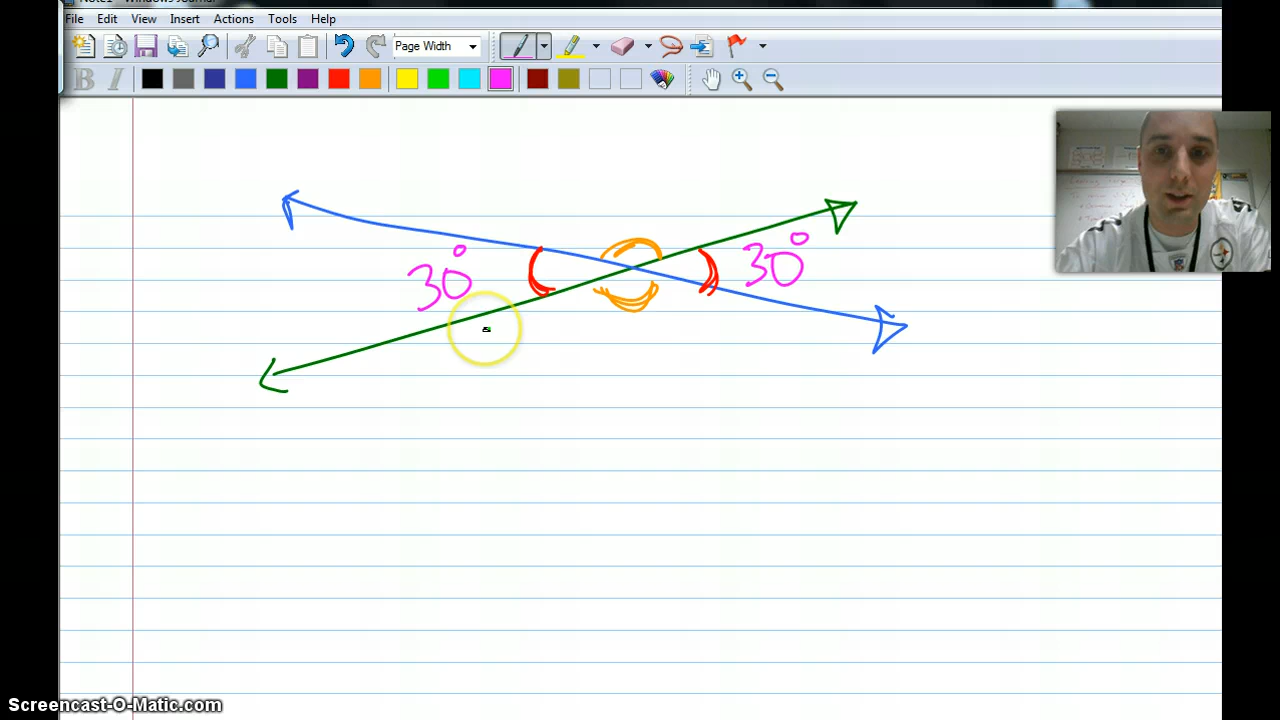 File Edit View Insert Actions Tools Help
Page Width
B I
30°
30°
Screencast-O-Matic.com